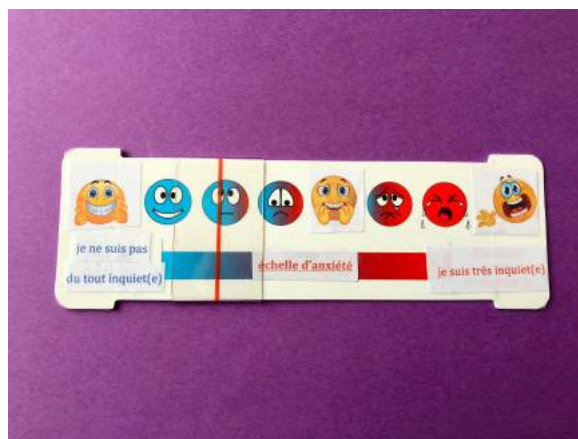 je ne suis pas
du tout inquiet(e)
échelle d'anxiété
je suis très inquiet(e)